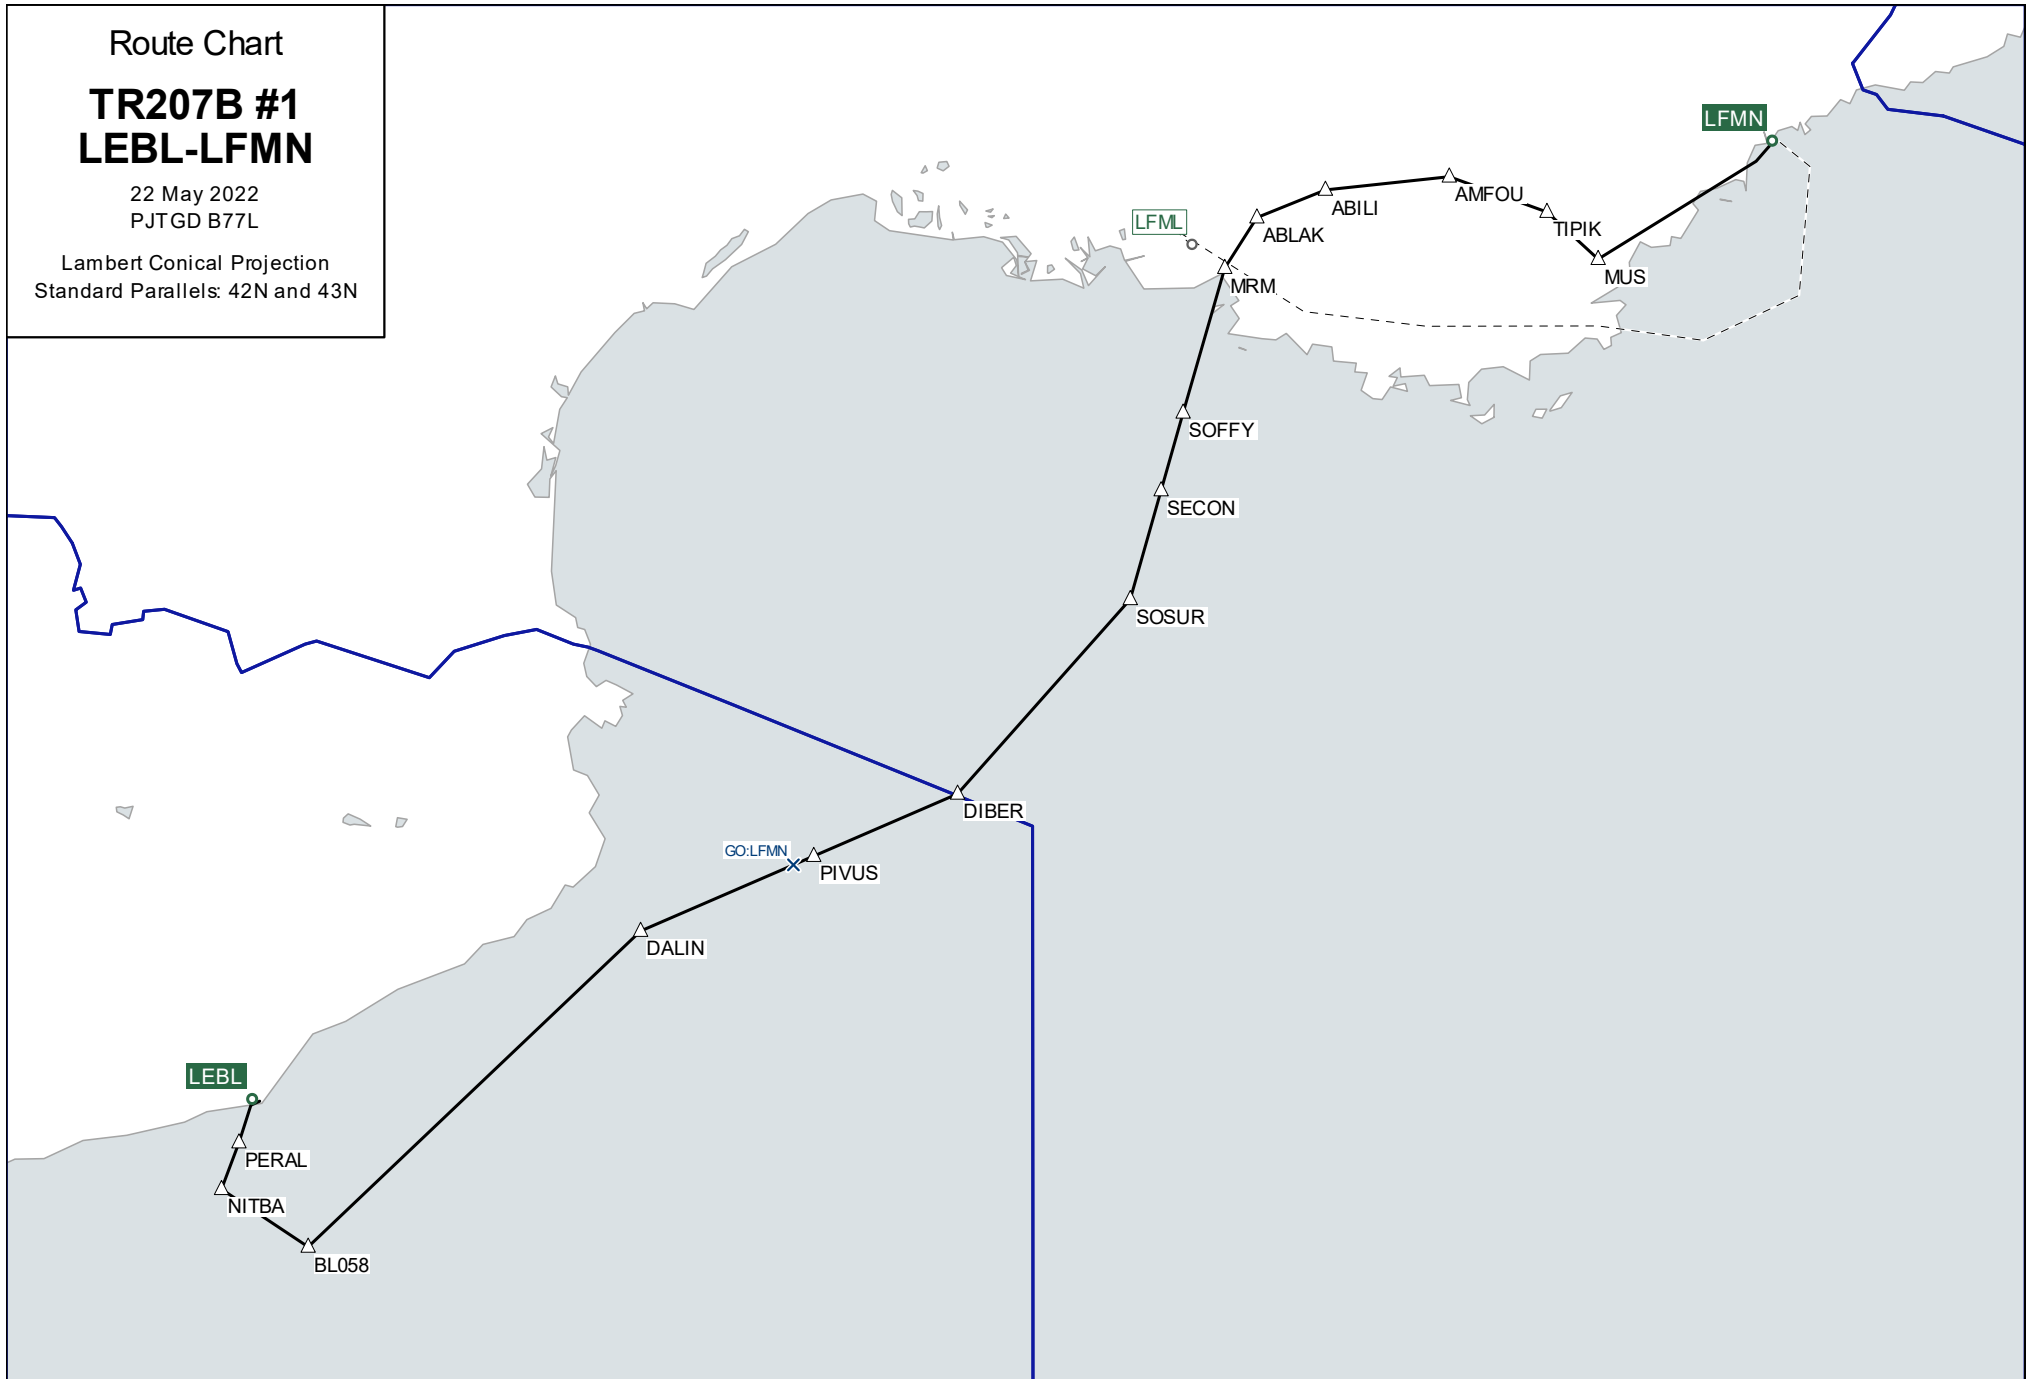 Route Chart
TR207B #1
LEBL-LFMN
22 May 2022
PJTGD B77L
Lambert Conical Projection
Standard Parallels: 42N and 43N
LFMN
AMFOU
ABILI
LFML
TIPIK
ABLAK
MUS
MRM
SOFFY
SECON
SOSUR
DIBER
GO:LFMN
PIVUS
DALIN
LEBL
PERAL
NITBA
BL058